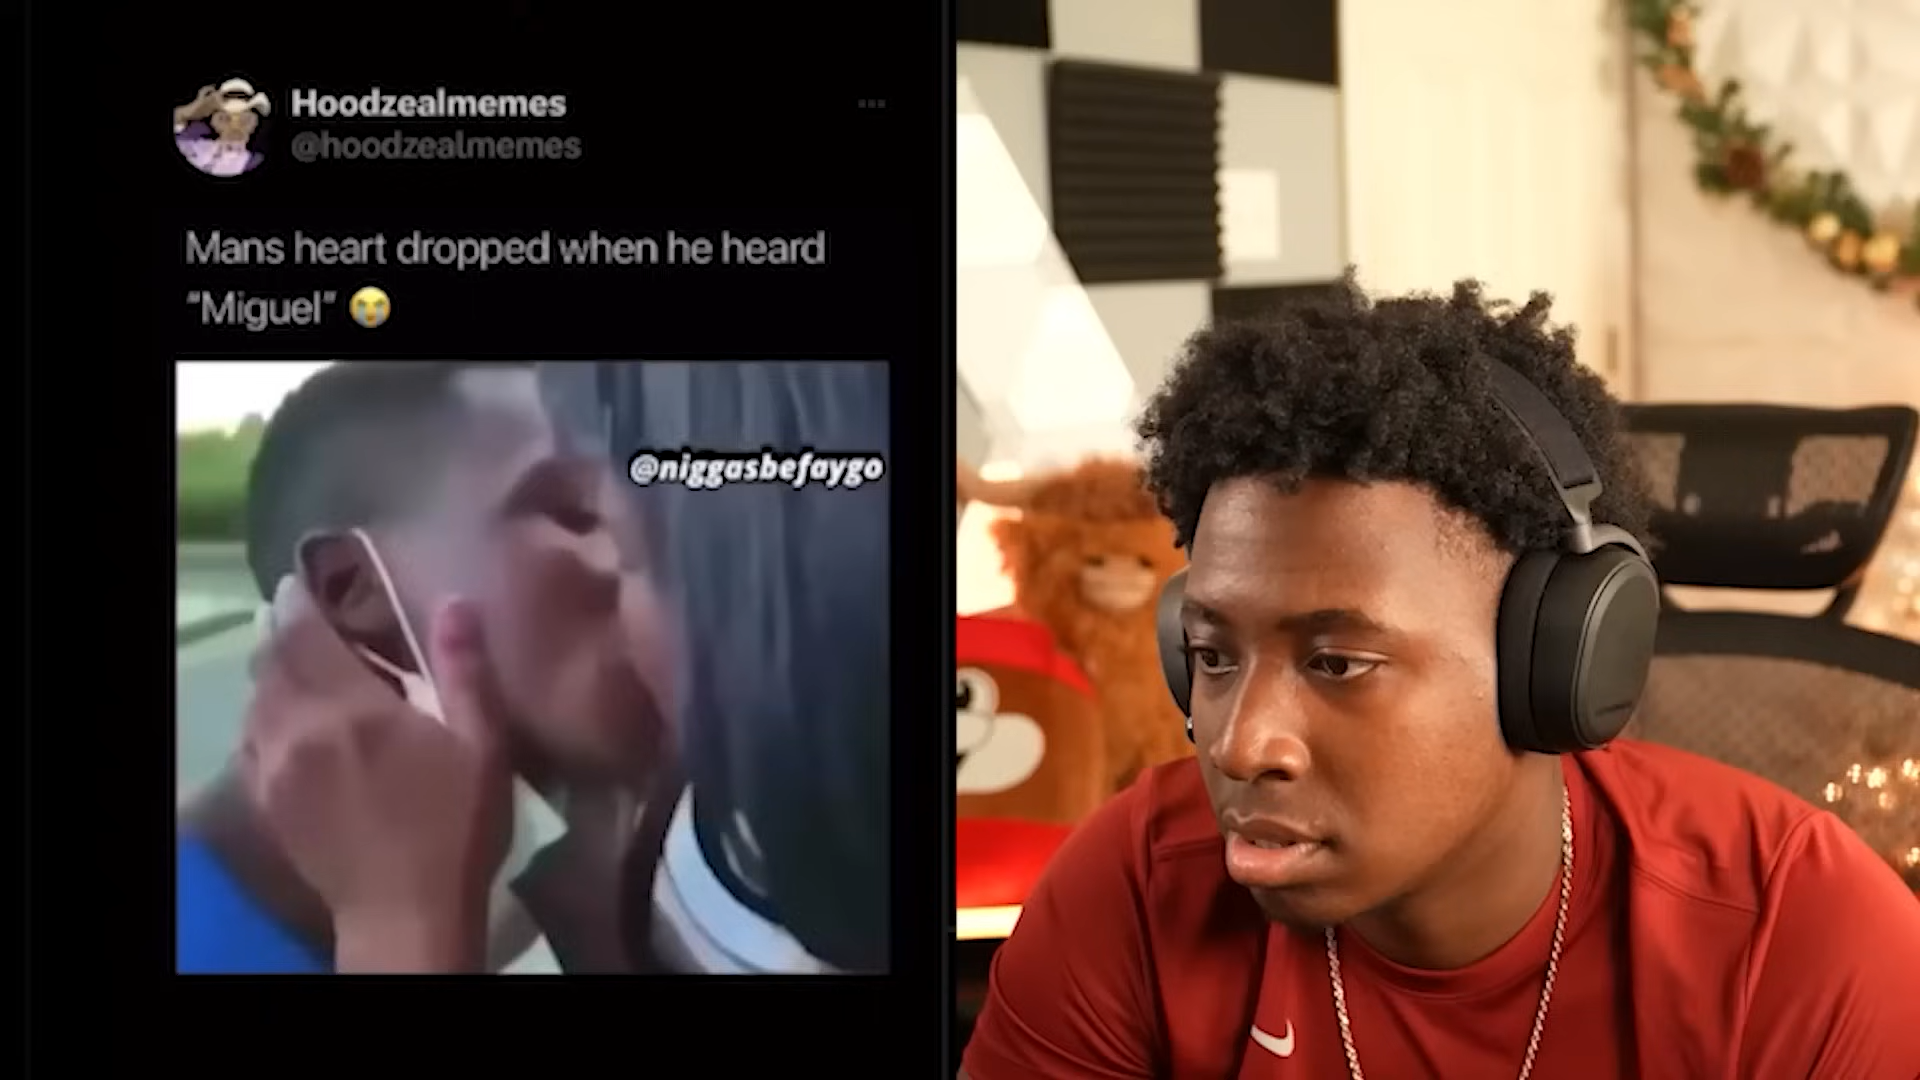 Hoodzealmemes
@hoodzealmemes
Mans heart dropped when he heard
“Miguel” 😭
@niggasbefaygo